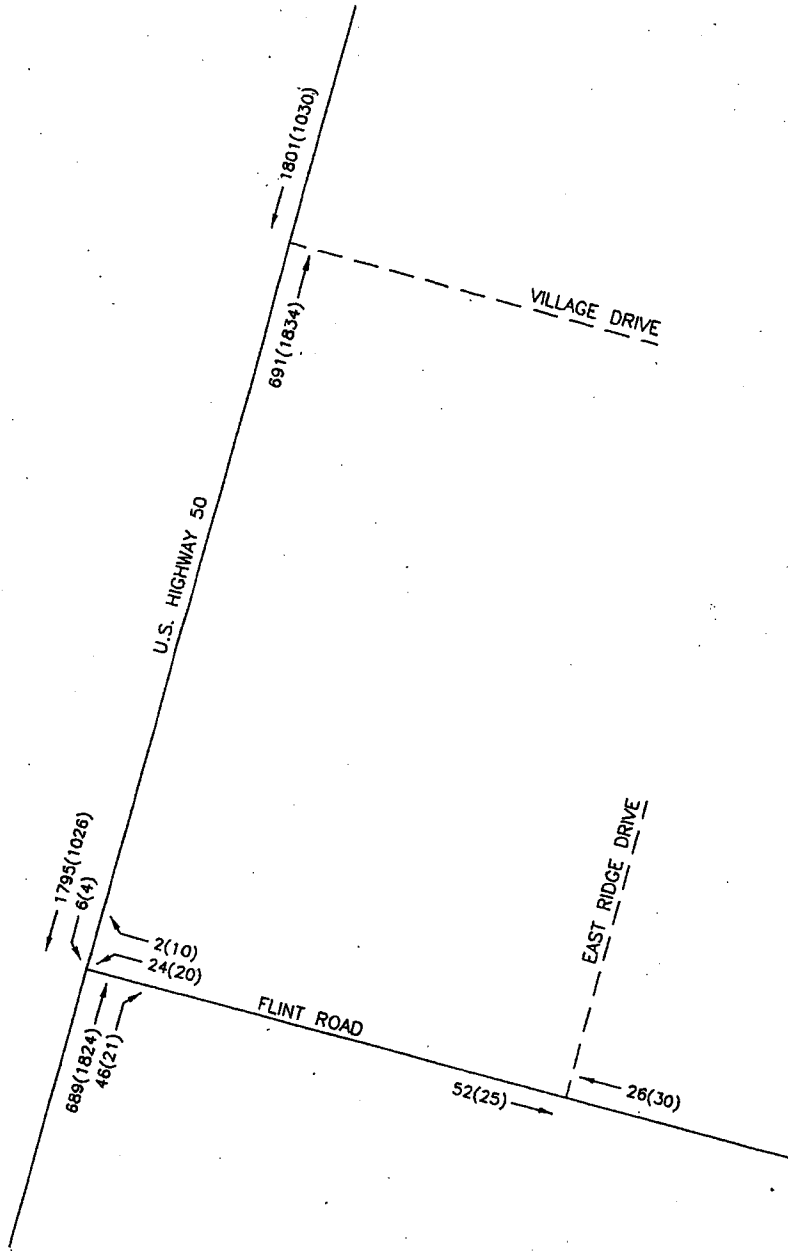 1801(1030)
VILLAGE DRIVE
691(1834)
U.S. HIGHWAY 50
1795(1026)
6(4)
2(10)
24(20)
EAST RIDGE DRIVE
FLINT ROAD
689(1824)
46(21)
52(25)
26(30)